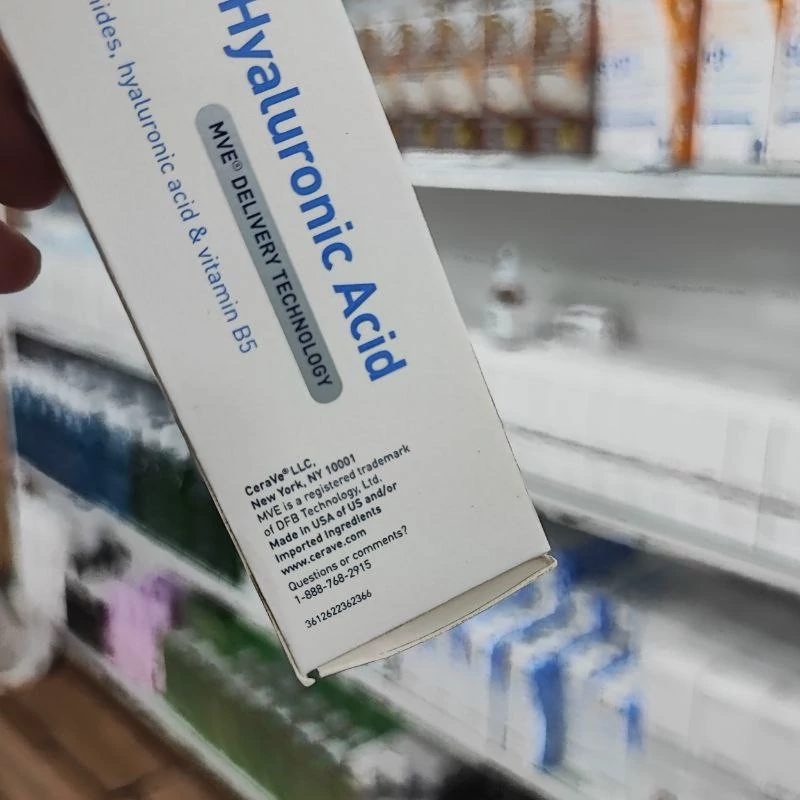 Hyaluronic Acid
MVE® DELIVERY TECHNOLOGY
hyaluronic acid & vitamin B5
CeraVe® LLC,
New York, NY 10001
MVE is a registered trademark
of DFB Technology, Ltd.
Made in USA of US and/or
Imported Ingredients
www.cerave.com
Questions or comments?
1-888-768-2915
3612622362366